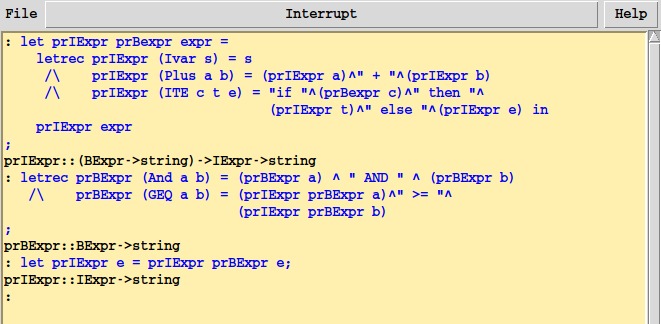 File Interrupt Help
: let prIExpr prBexpr expr =
    letrec prIExpr (Ivar s) = s
     /\    prIExpr (Plus a b) = (prIExpr a)^" + "^(prIExpr b)
     /\    prIExpr (ITE c t e) = "if "^(prBexpr c)^" then "^
                                 (prIExpr t)^" else "^(prIExpr e) in
    prIExpr expr
;
prIExpr::(BExpr->string)->IExpr->string
: letrec prBExpr (And a b) = (prBExpr a) ^ " AND " ^ (prBExpr b)
   /\    prBExpr (GEQ a b) = (prIExpr prBExpr a)^" >= "^
                             (prIExpr prBExpr b)
;
prBExpr::BExpr->string
: let prIExpr e = prIExpr prBExpr e;
prIExpr::IExpr->string
: